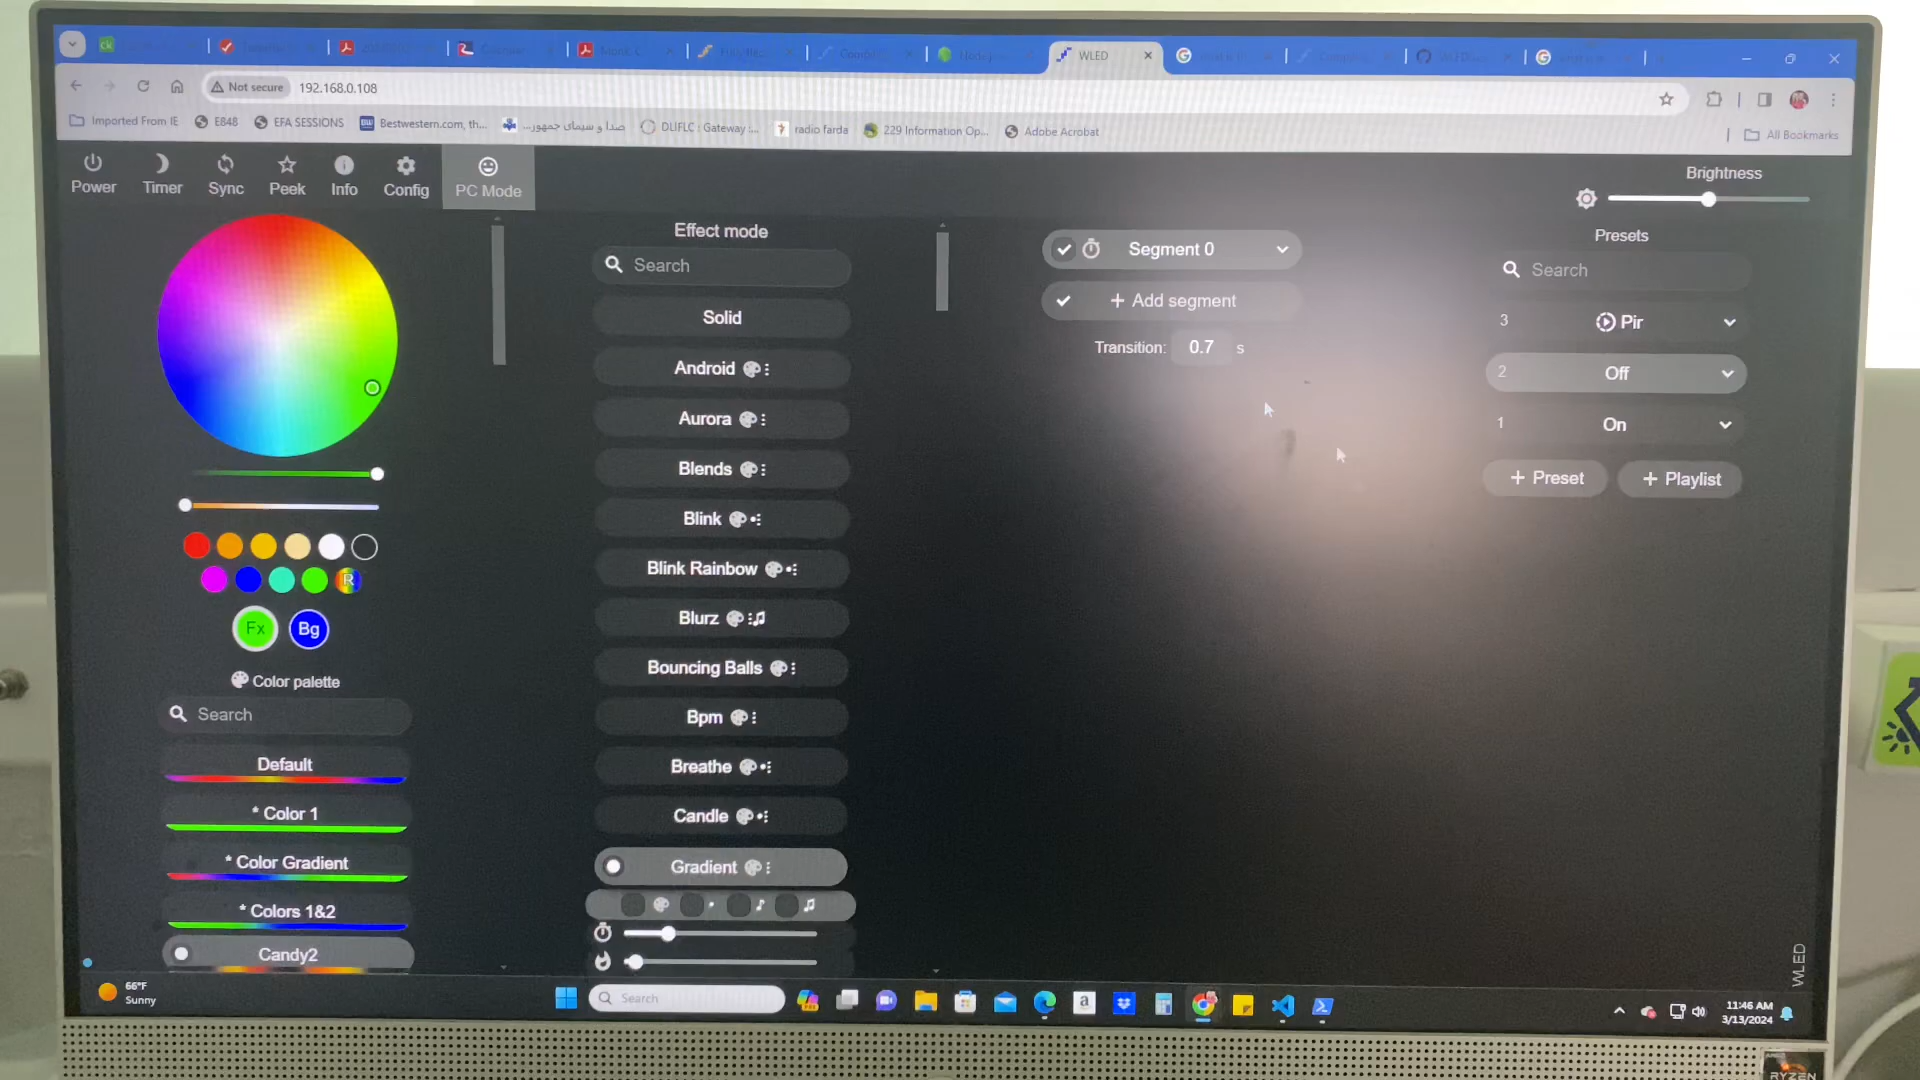 WLED
Not secure 192.168.0.108
Imported From IE E848 EFA SESSIONS Bestwestern.com, th... صدا و سیمای جمهور... DLIFLC : Gateway :... radio farda 229 Information Op... Adobe Acrobat All Bookmarks
Power Timer Sync Peek Info Config PC Mode
Brightness
Effect mode
Search
Solid
Android
Aurora
Blends
Blink
Blink Rainbow
Blurz
Bouncing Balls
Bpm
Breathe
Candle
Gradient
R
Fx Bg
Color palette
Search
Default
* Color 1
* Color Gradient
* Colors 1&2
Candy2
Segment 0
+ Add segment
Transition: 0.7 s
Presets
Search
3 Pir
2 Off
1 On
+ Preset + Playlist
WLED
66°F
Sunny
Search
11:46 AM
3/13/2024
RYZEN